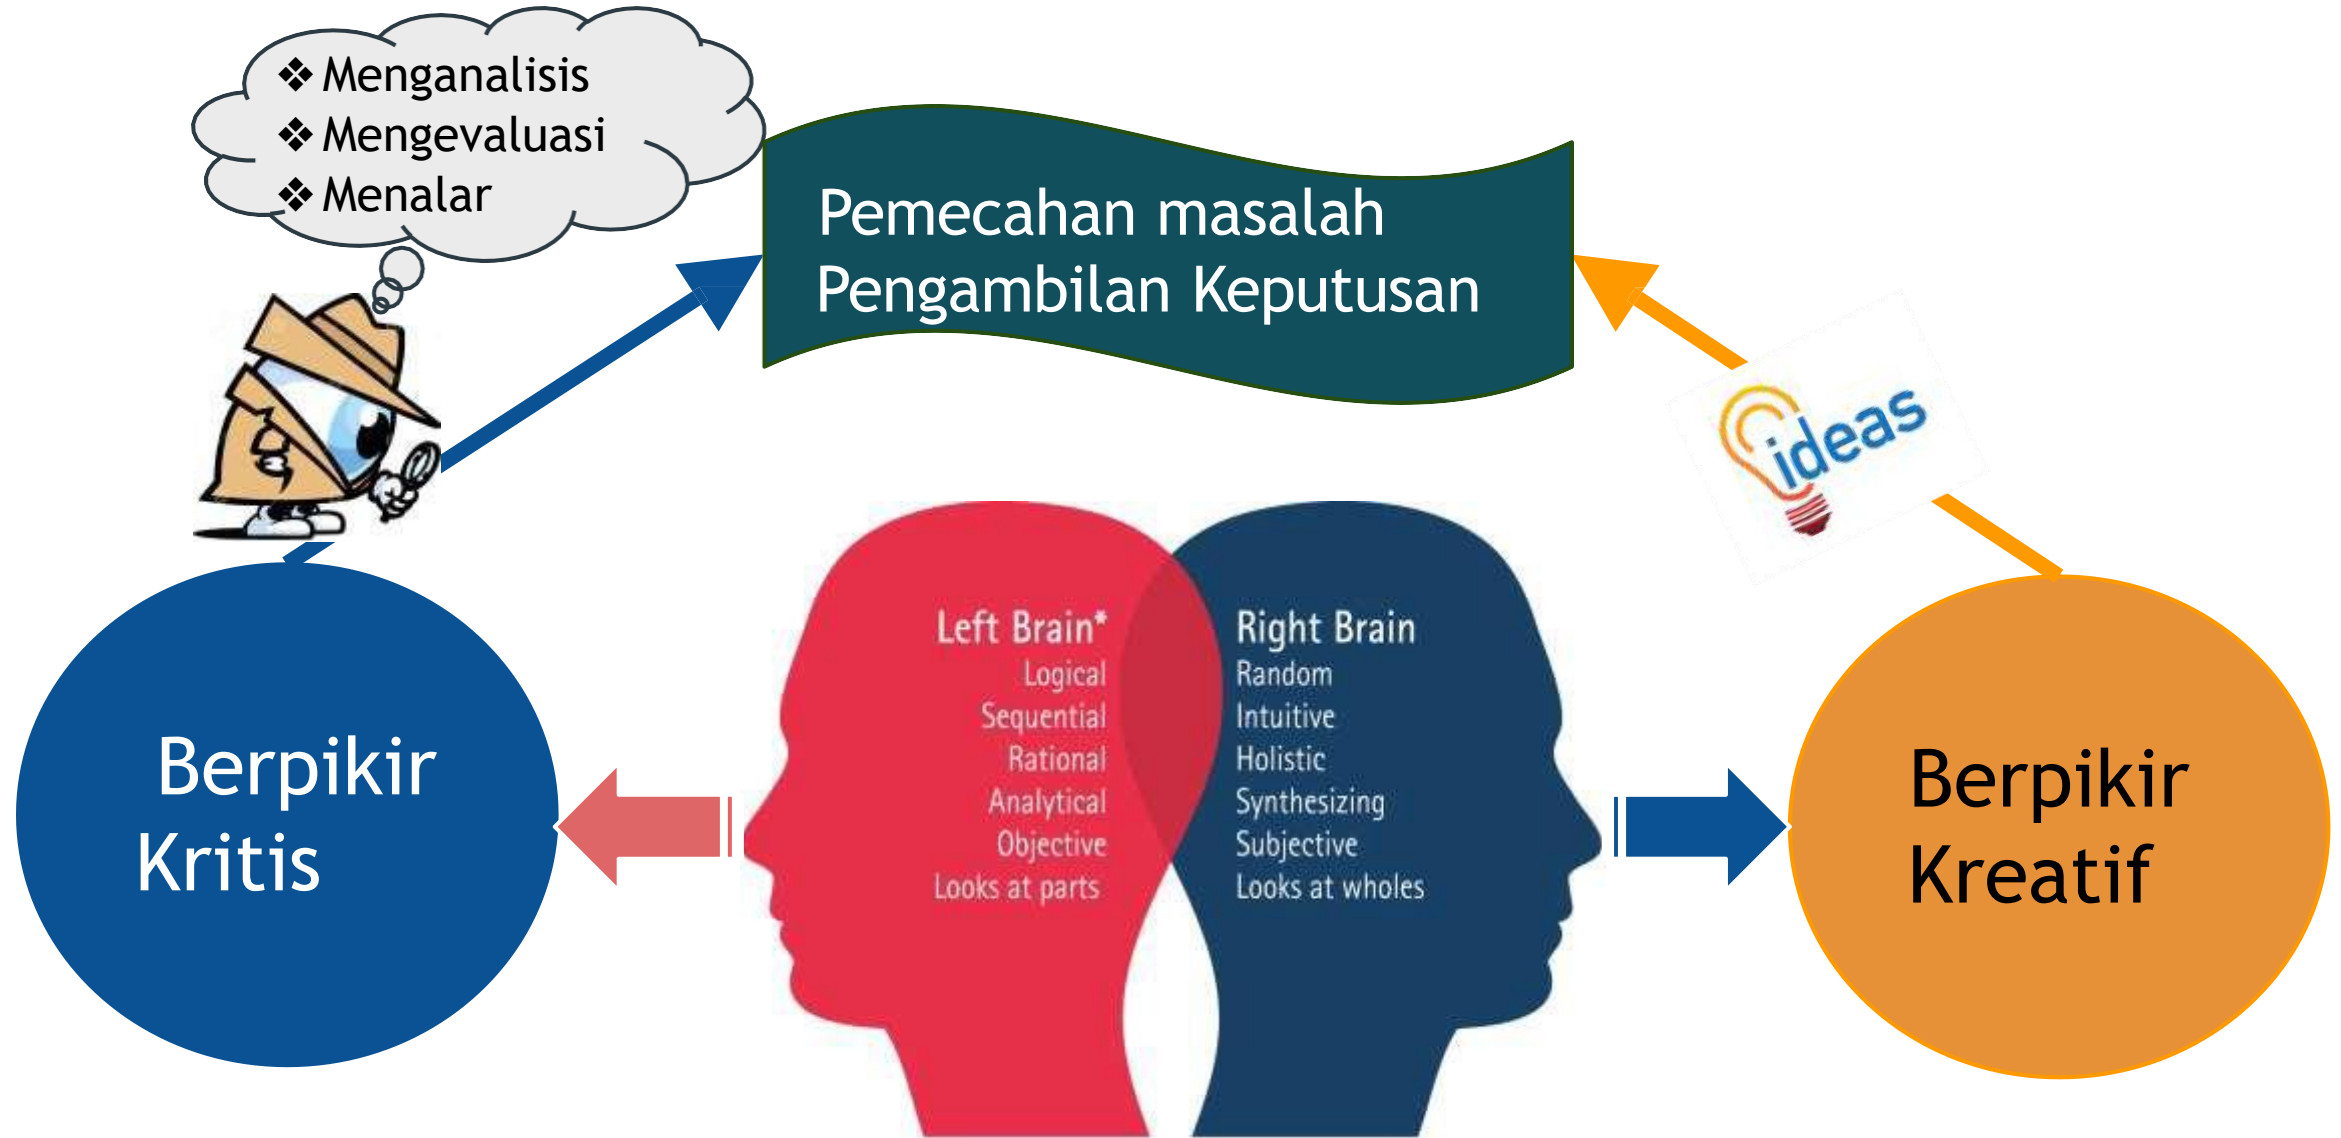 ❖ Menganalisis
❖ Mengevaluasi
❖ Menalar
Pemecahan masalah
Pengambilan Keputusan
ideas
Berpikir
Kritis
Left Brain*
Logical
Sequential
Rational
Analytical
Objective
Looks at parts
Right Brain
Random
Intuitive
Holistic
Synthesizing
Subjective
Looks at wholes
Berpikir
Kreatif